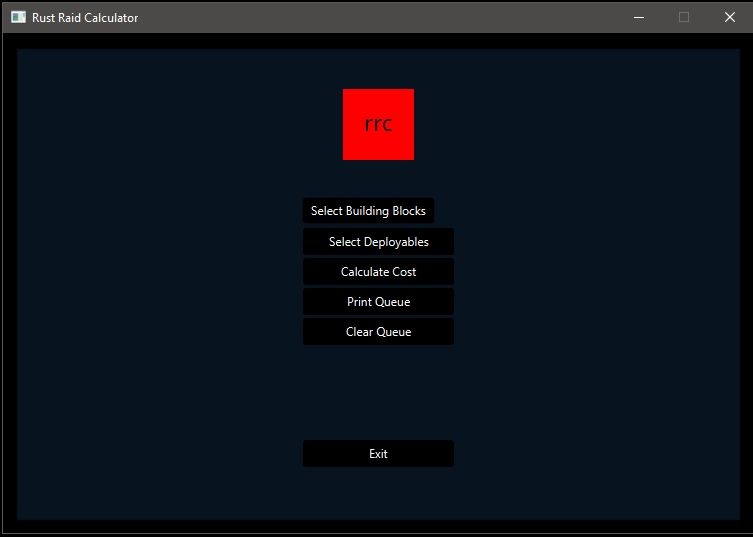 Rust Raid Calculator
rrc
Select Building Blocks
Select Deployables
Calculate Cost
Print Queue
Clear Queue
Exit